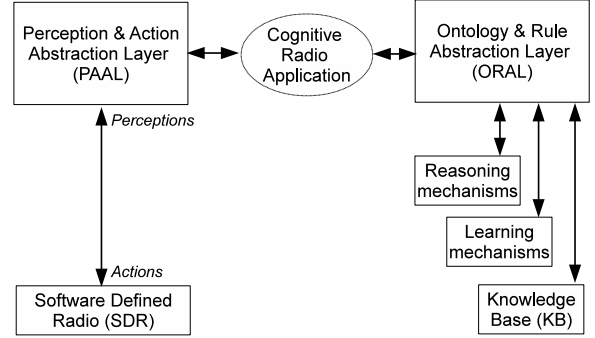 Perception & Action
Abstraction Layer
(PAAL)
Cognitive
Radio
Application
Ontology & Rule
Abstraction Layer
(ORAL)
Perceptions
Reasoning
mechanisms
Learning
mechanisms
Actions
Software Defined
Radio (SDR)
Knowledge
Base (KB)